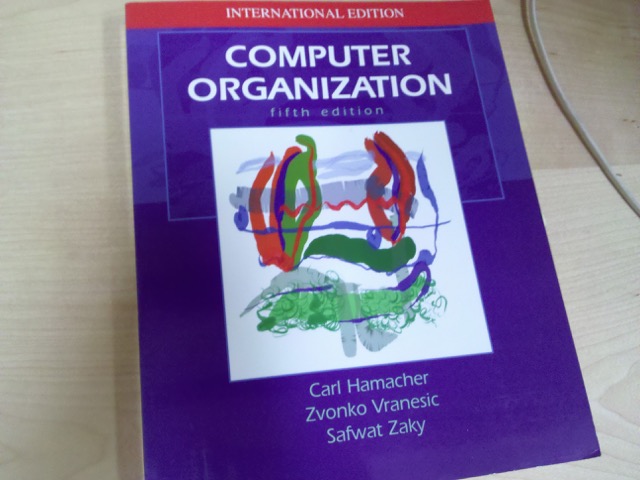 INTERNATIONAL EDITION
COMPUTER
ORGANIZATION
fifth edition
Carl Hamacher
Zvonko Vranesic
Safwat Zaky